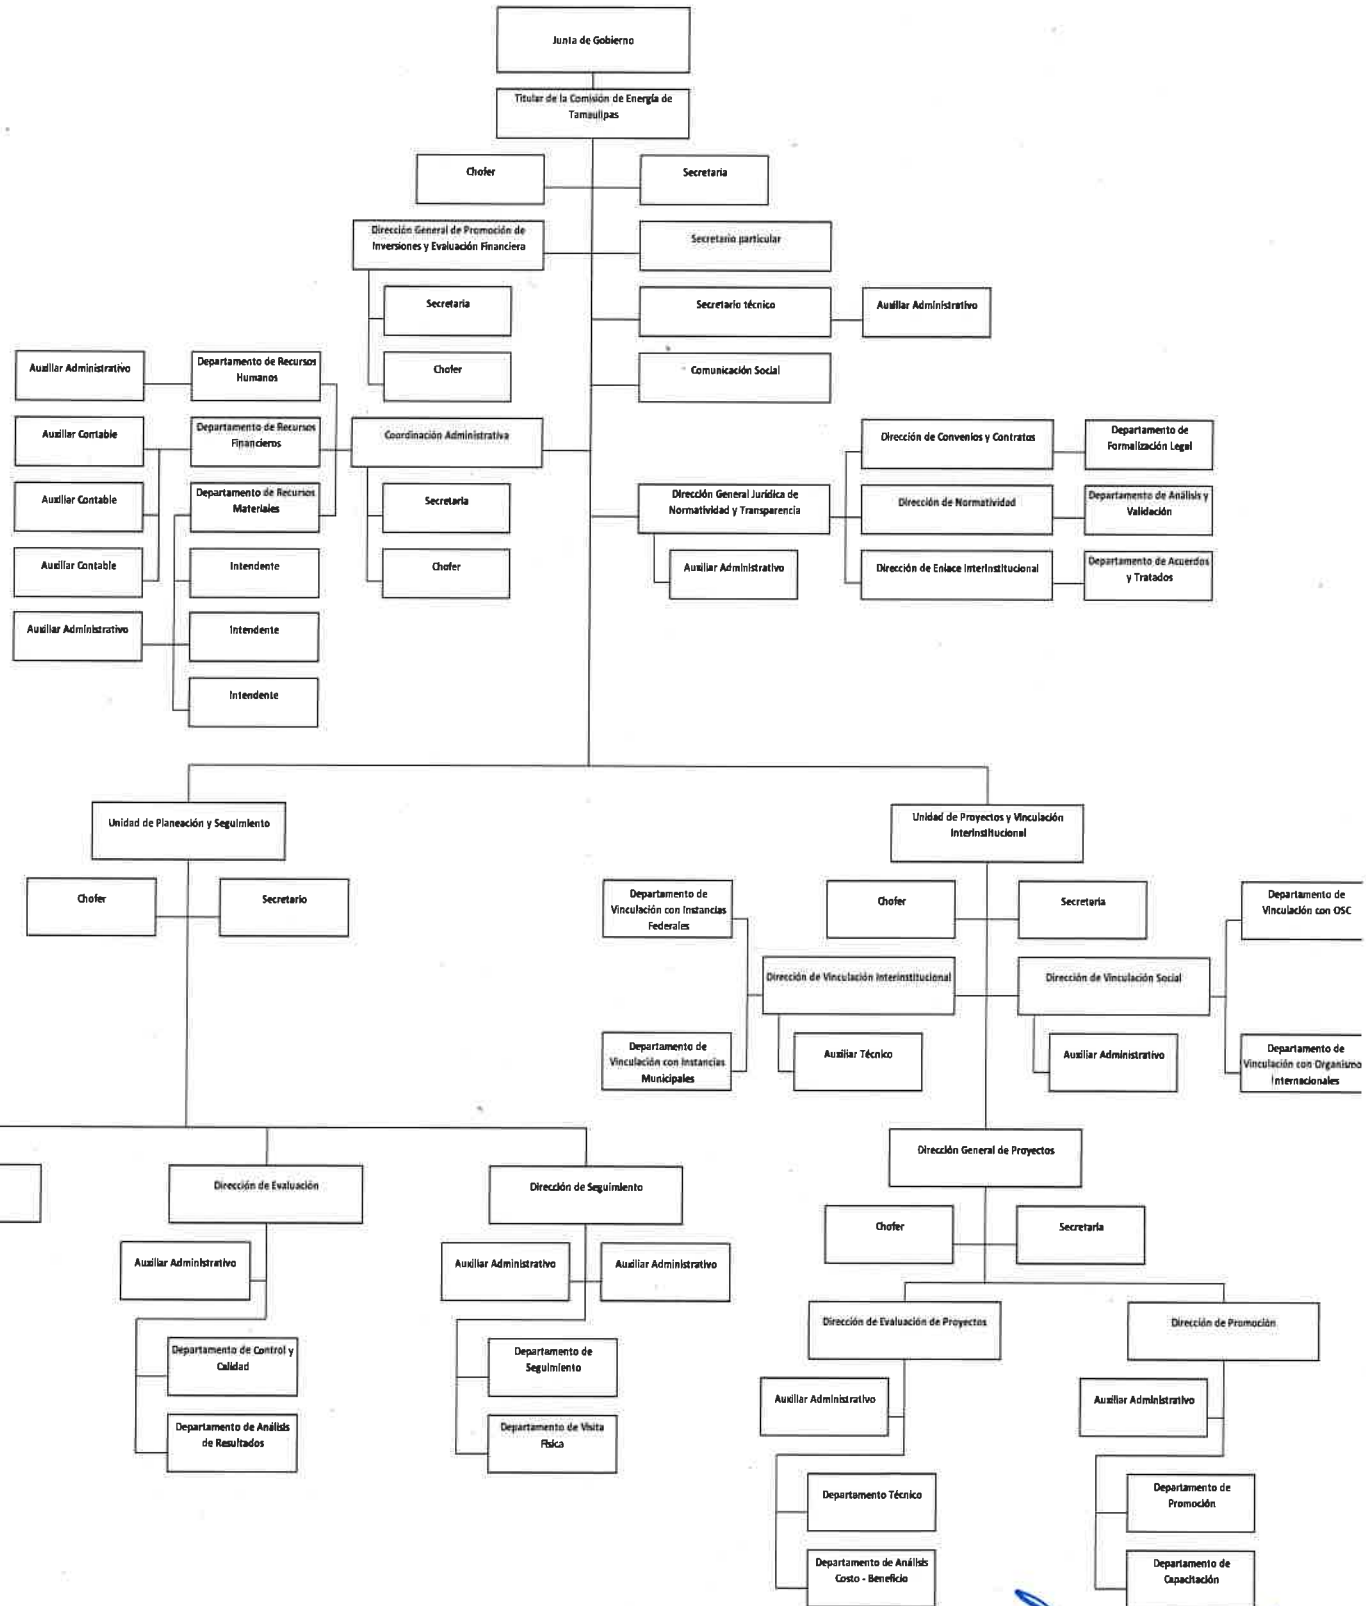 Junta de Gobierno
Titular de la Comisión de Energía de
Tamaulipas
Chofer
Secretaria
Dirección General de Promoción de
Inversiones y Evaluación Financiera
Secretario particular
Secretaria
Secretario técnico
Auxiliar Administrativo
Chofer
Comunicación Social
Auxiliar Administrativo
Departamento de Recursos
Humanos
Auxiliar Contable
Departamento de Recursos
Financieros
Coordinación Administrativa
Auxiliar Contable
Departamento de Recursos
Materiales
Secretaria
Auxiliar Contable
Intendente
Chofer
Auxiliar Administrativo
Intendente
Intendente
Dirección General Jurídica de
Normatividad y Transparencia
Auxiliar Administrativo
Dirección de Convenios y Contratos
Departamento de
Formalización Legal
Dirección de Normatividad
Departamento de Análisis y
Validación
Dirección de Enlace Interinstitucional
Departamento de Acuerdos
y Tratados
Unidad de Planeación y Seguimiento
Chofer
Secretario
Unidad de Proyectos y Vinculación
Interinstitucional
Departamento de
Vinculación con Instancias
Federales
Chofer
Secretaria
Departamento de
Vinculación con OSC
Dirección de Vinculación Interinstitucional
Dirección de Vinculación Social
Departamento de
Vinculación con Instancias
Municipales
Auxiliar Técnico
Auxiliar Administrativo
Departamento de
Vinculación con Organismo
Internacionales
Dirección de Evaluación
Dirección de Seguimiento
Auxiliar Administrativo
Auxiliar Administrativo
Auxiliar Administrativo
Departamento de Control y
Calidad
Departamento de Seguimiento
Departamento de Análisis
de Resultados
Departamento de Visita
Física
Dirección General de Proyectos
Chofer
Secretaria
Dirección de Evaluación de Proyectos
Dirección de Promoción
Auxiliar Administrativo
Auxiliar Administrativo
Departamento Técnico
Departamento de
Promoción
Departamento de Análisis
Costo - Beneficio
Departamento de
Capacitación